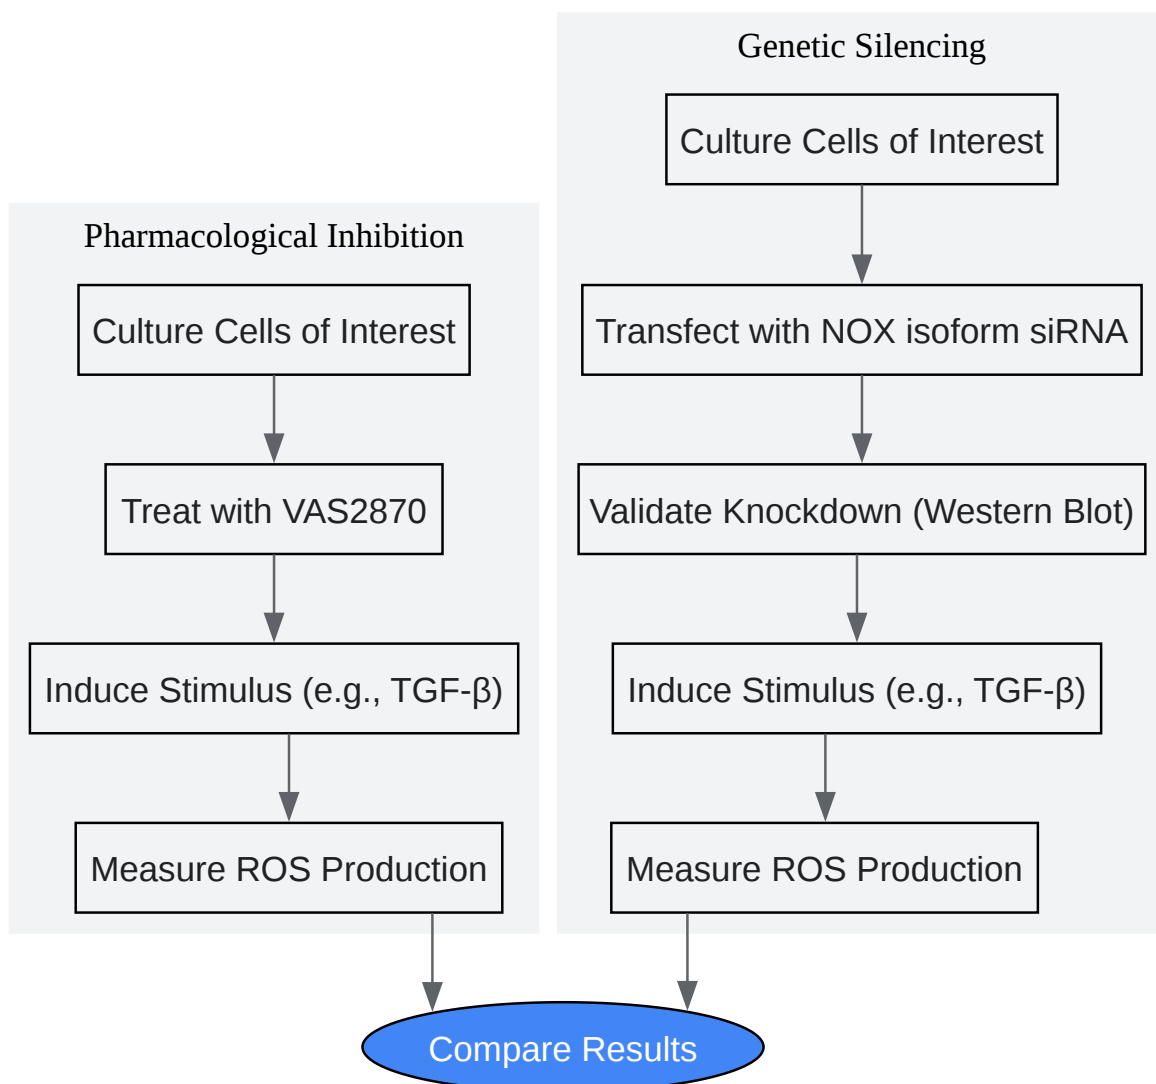 Pharmacological Inhibition
Culture Cells of Interest
Treat with VAS2870
Induce Stimulus (e.g., TGF-β)
Measure ROS Production
Genetic Silencing
Culture Cells of Interest
Transfect with NOX isoform siRNA
Validate Knockdown (Western Blot)
Induce Stimulus (e.g., TGF-β)
Measure ROS Production
Compare Results